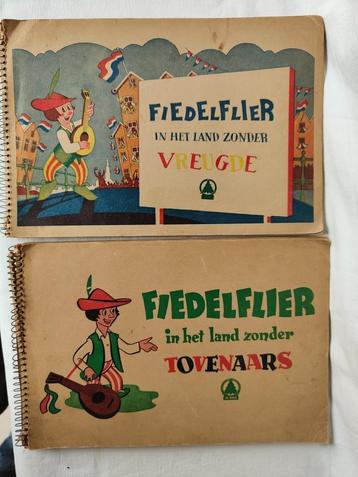 FIEDELFLIER
IN HET LAND ZONDER
VREUGDE
FIEDELFLIER
in het land zonder
TOVENAARS